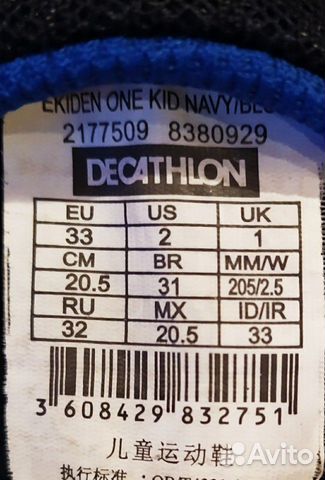 EKIDEN ONE KID NAVY/BLUE
2177509 8380929
DECATHLON
EU US UK
33 2 1
CM BR MM/W
20.5 31 205/2.5
RU MX ID/IR
32 20.5 33
3 608429 832751
儿童运动鞋
执行标准：
Avito